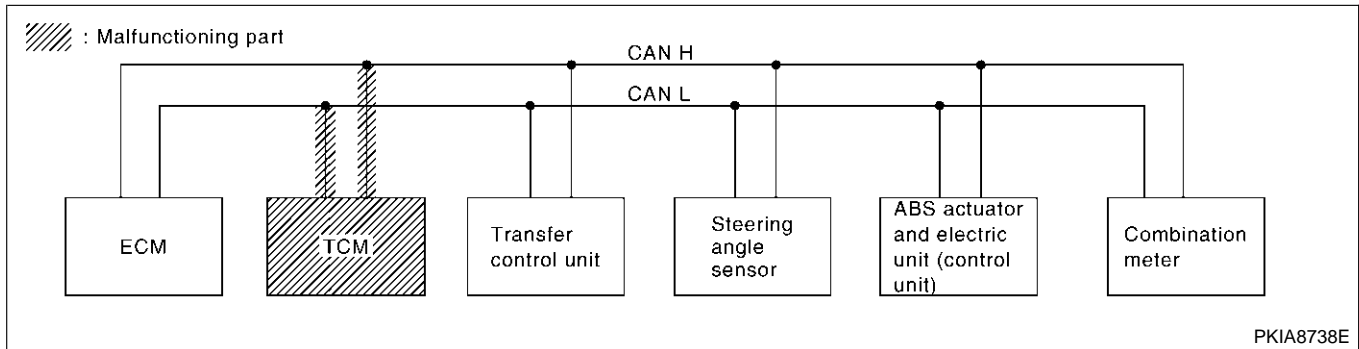 : Malfunctioning part
CAN H
CAN L
ECM
TCM
Transfer
control unit
Steering
angle
sensor
ABS actuator
and electric
unit (control
unit)
Combination
meter
PKIA8738E